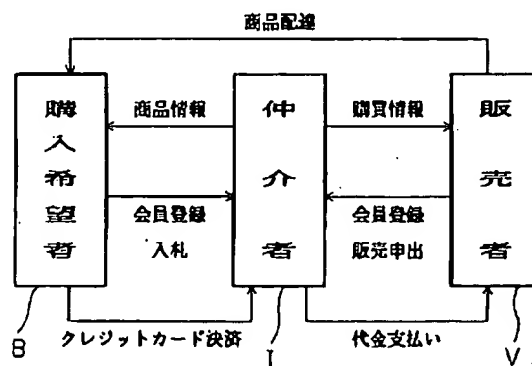 商品配達
購入希望者
商品情報
仲介者
購買情報
販売者
会員登録
入札
会員登録
販売申出
クレジットカード決済
代金支払い
B
I
V